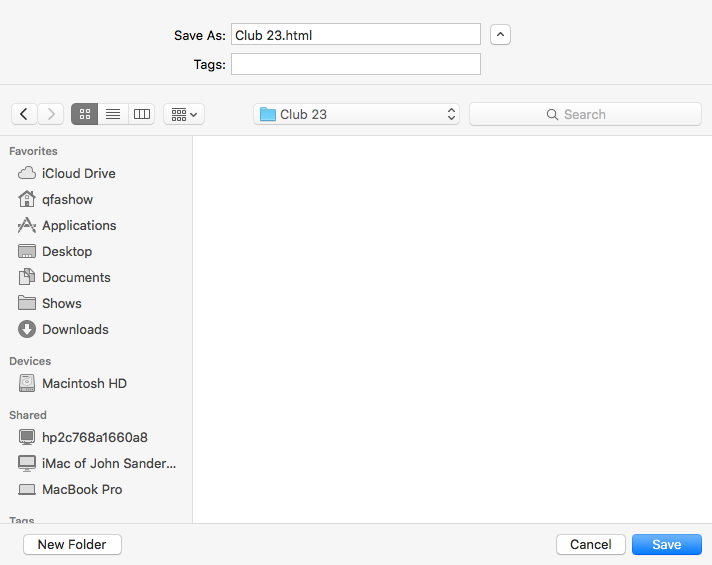 Save As: Club 23.html
Tags:
Club 23
Search
Favorites
iCloud Drive
qfashow
Applications
Desktop
Documents
Shows
Downloads
Devices
Macintosh HD
Shared
hp2c768a1660a8
iMac of John Sander...
MacBook Pro
Tags
New Folder
Cancel
Save